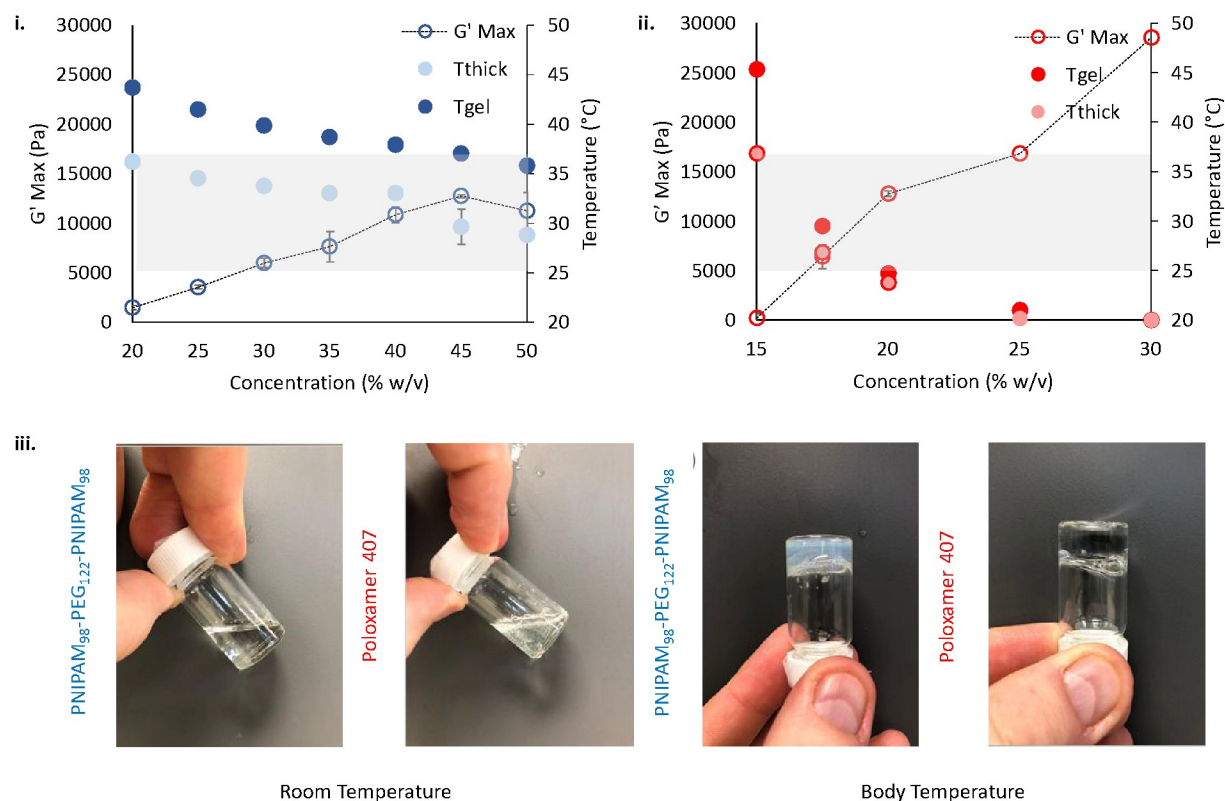 i.
30000
25000
20000
15000
10000
5000
0
G' Max (Pa)
50
45
40
35
30
25
20
Temperature (°C)
G' Max
Tthick
Tgel
20 25 30 35 40 45 50
Concentration (% w/v)
ii.
30000
25000
20000
15000
10000
5000
0
G' Max (Pa)
50
45
40
35
30
25
20
Temperature (°C)
G' Max
Tgel
Tthick
15 20 25 30
Concentration (% w/v)
iii.
PNIPAM₉₈-PEG₁₂₂-PNIPAM₉₈
Poloxamer 407
PNIPAM₉₈-PEG₁₂₂-PNIPAM₉₈
)
Poloxamer 407
Room Temperature
Body Temperature